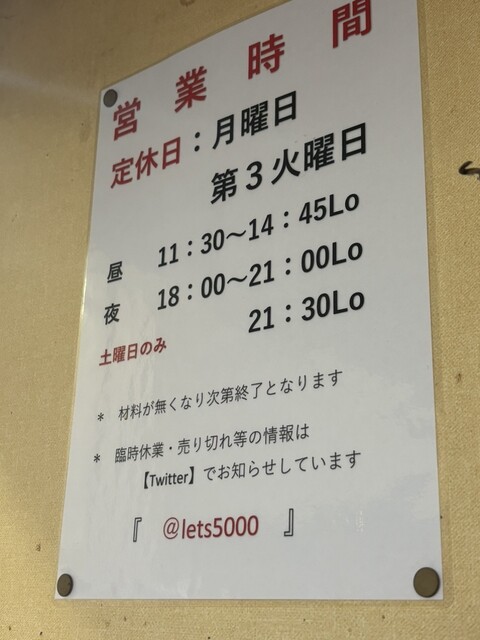 営業時間
定休日：月曜日
第３火曜日
昼 11：30～14：45Lo
夜 18：00～21：00Lo
土曜日のみ 21：30Lo
＊ 材料が無くなり次第終了となります
＊ 臨時休業・売り切れ等の情報は
【Twitter】でお知らせしています
『 @lets5000 』